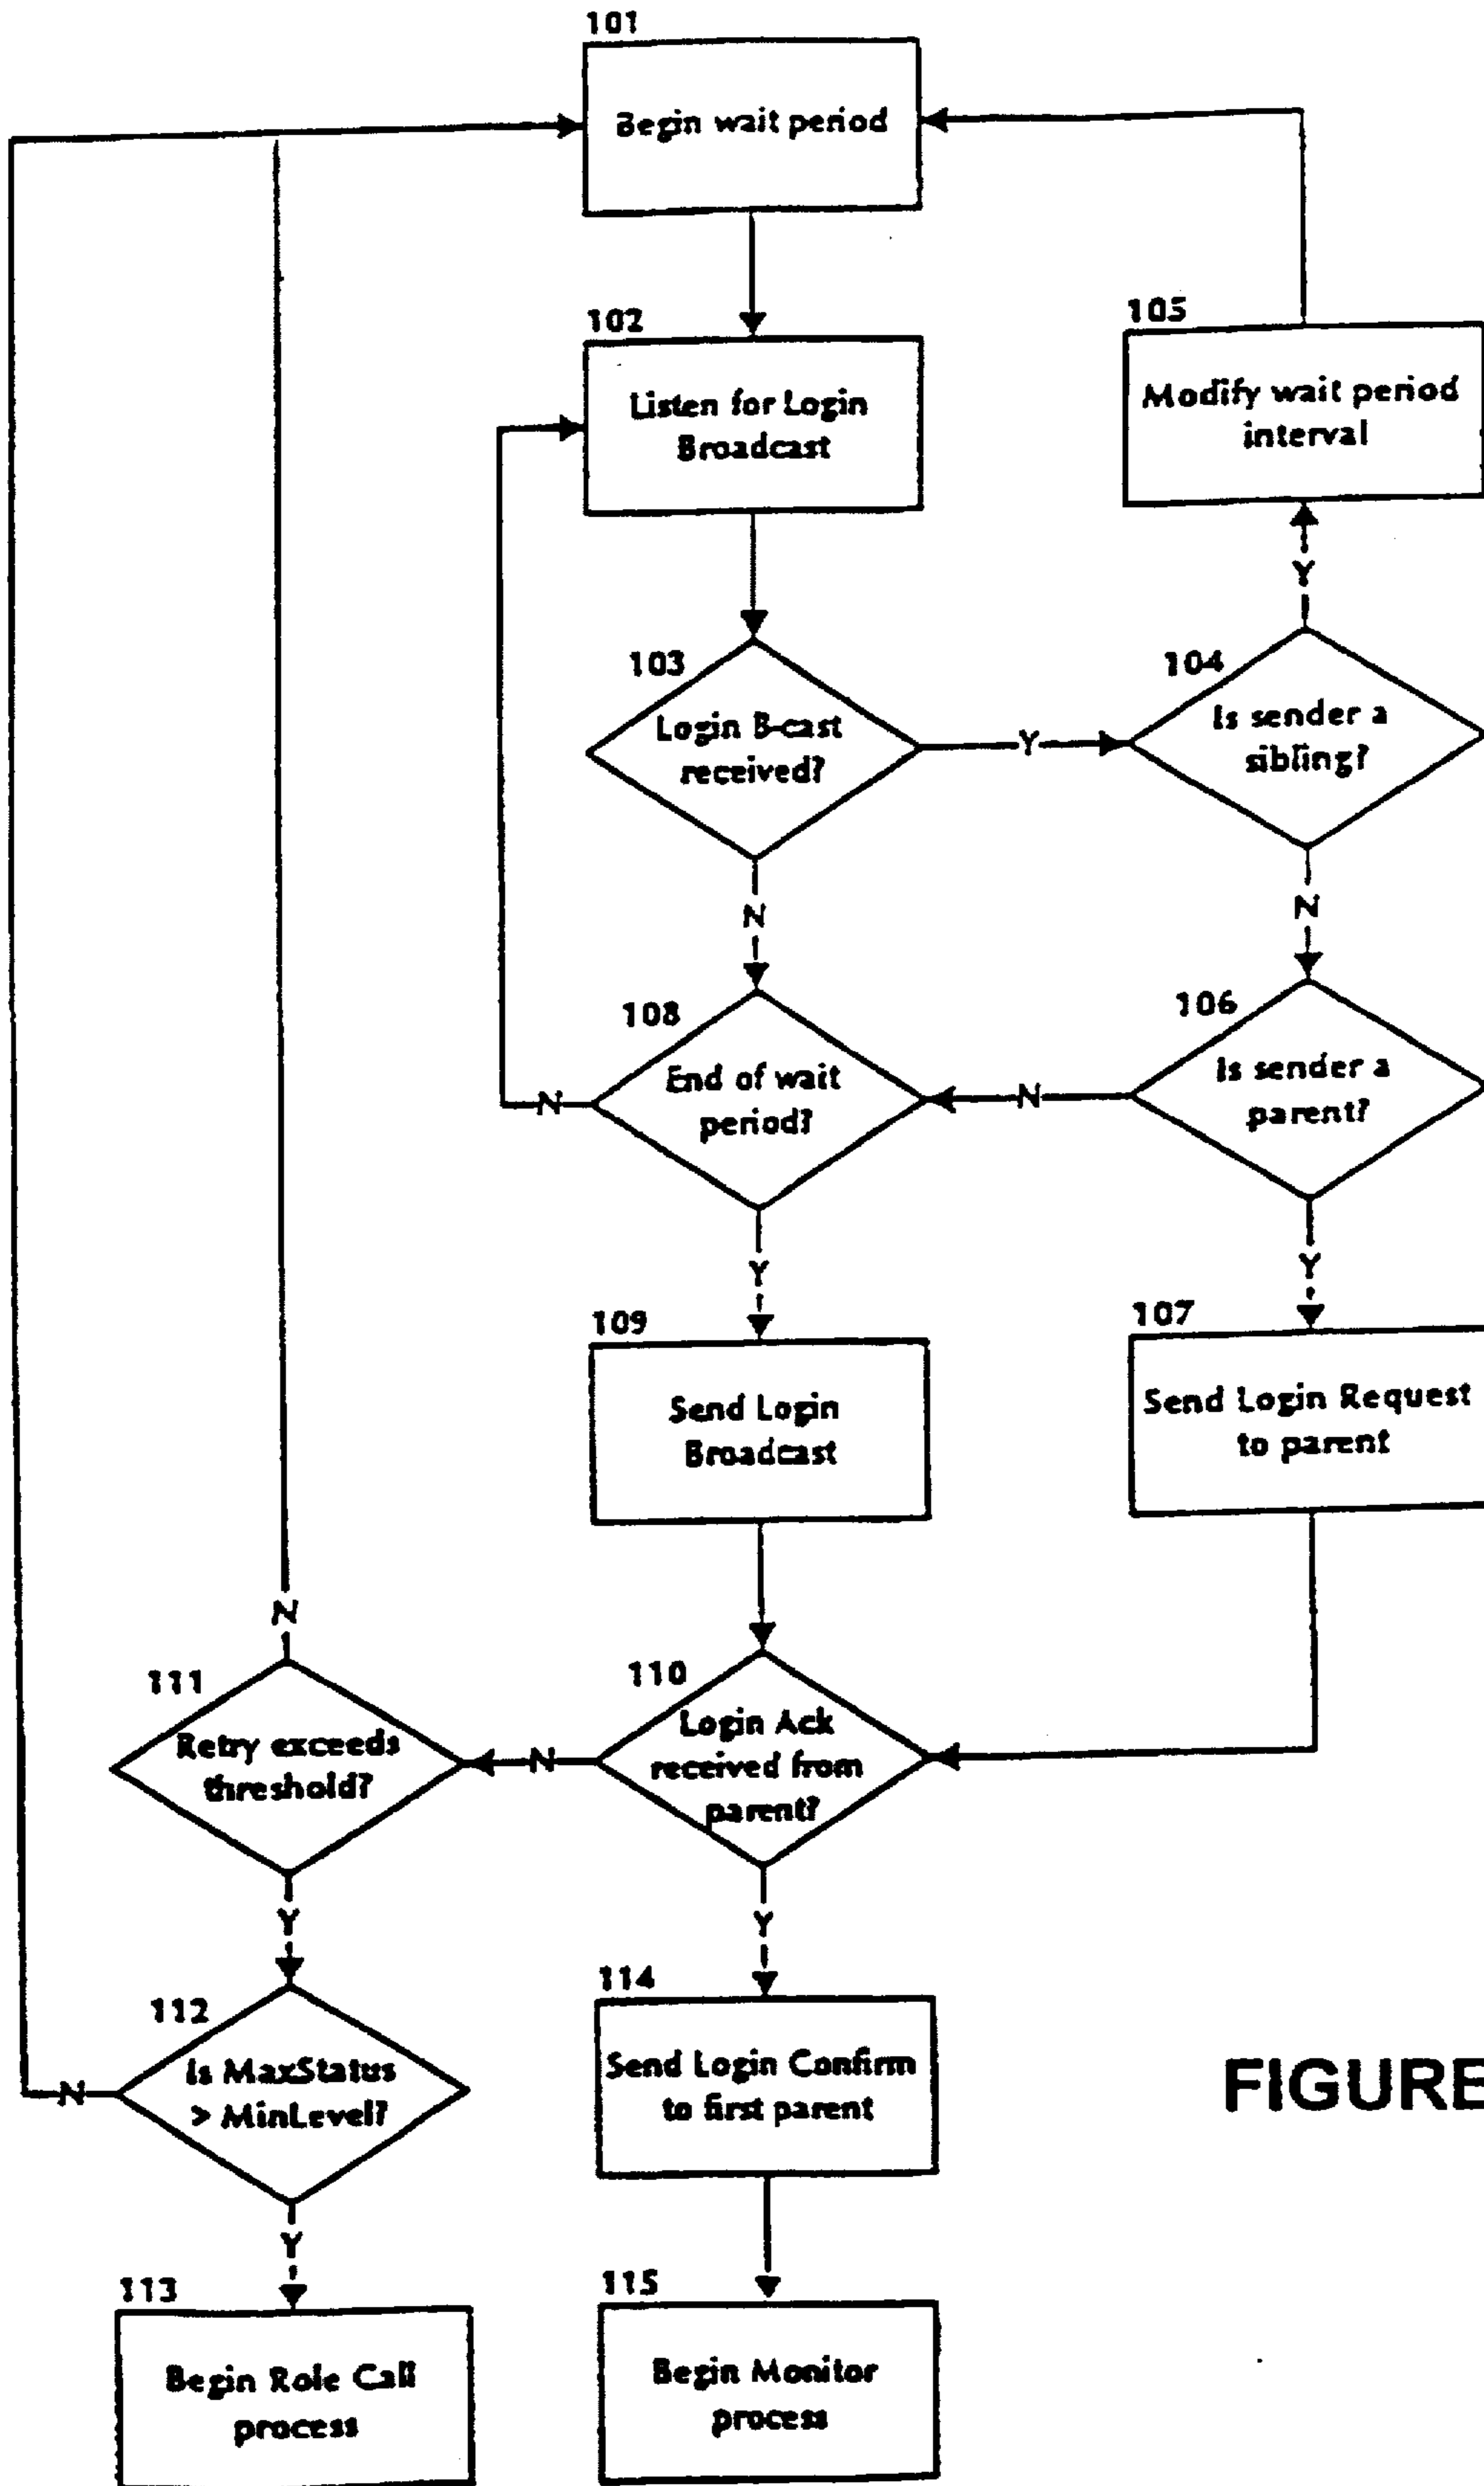 101
Begin wait period
102
Listen for Login
Broadcast
105
Modify wait period
interval
Y
103
Login B-cast
received?
Y
104
Is sender a
sibling?
N
N
108
End of wait
period?
N
N
106
Is sender a
parent?
Y
Y
109
Send Login
Broadcast
107
Send Login Request
to parent
N
111
Retry exceeds
threshold?
N
110
Login Ack
received from
parent?
Y
Y
112
Is MaxStatus
> MinLevel?
N
114
Send Login Confirm
to first parent
FIGURE
Y
113
Begin Role Call
process
115
Begin Monitor
process